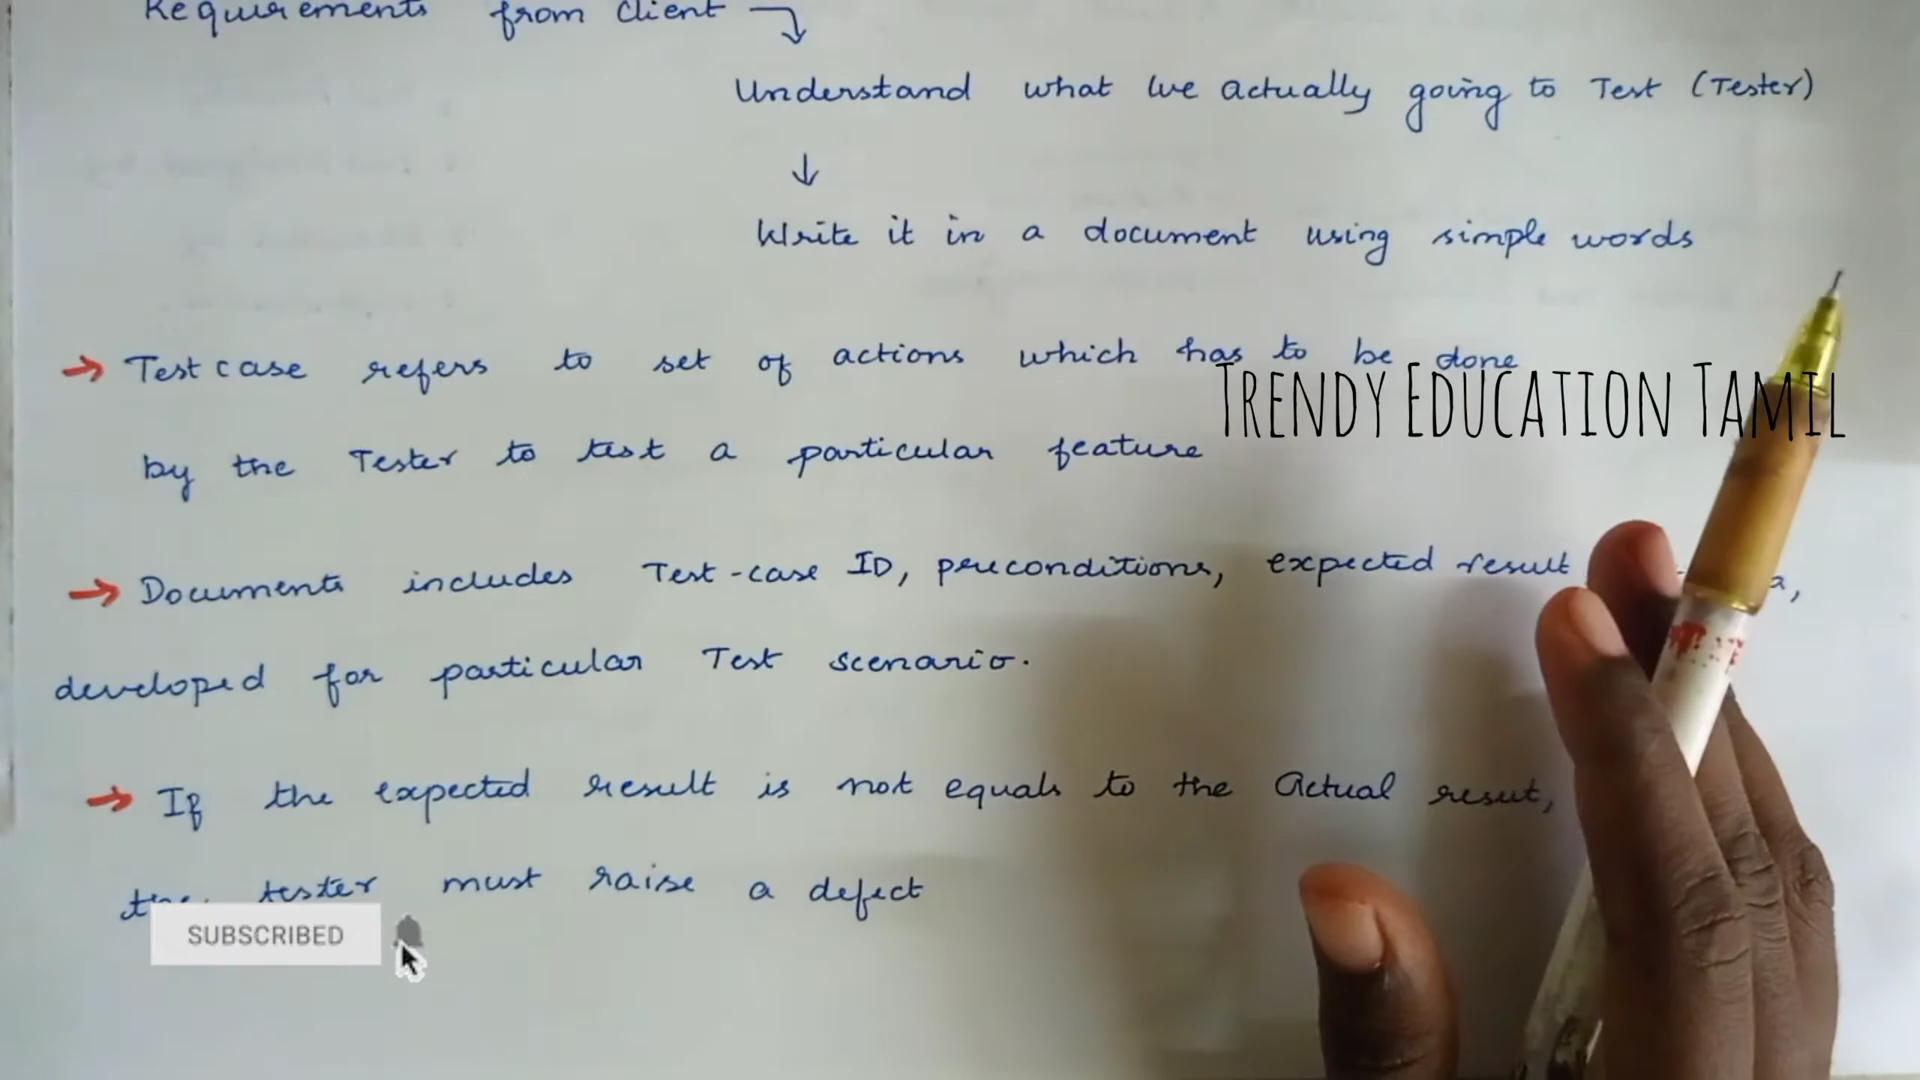 Requirements from client
Understand what we actually going to Test (Tester)
Write it in a document using simple words
→ Test case refers to set of actions which has to be done
TRENDY EDUCATION TAMIL
by the Tester to test a particular feature
→ Documents includes Test-case ID, preconditions, expected result
developed for particular Test scenario.
→ If the expected result is not equals to the Actual resut,
the tester must raise a defect
SUBSCRIBED